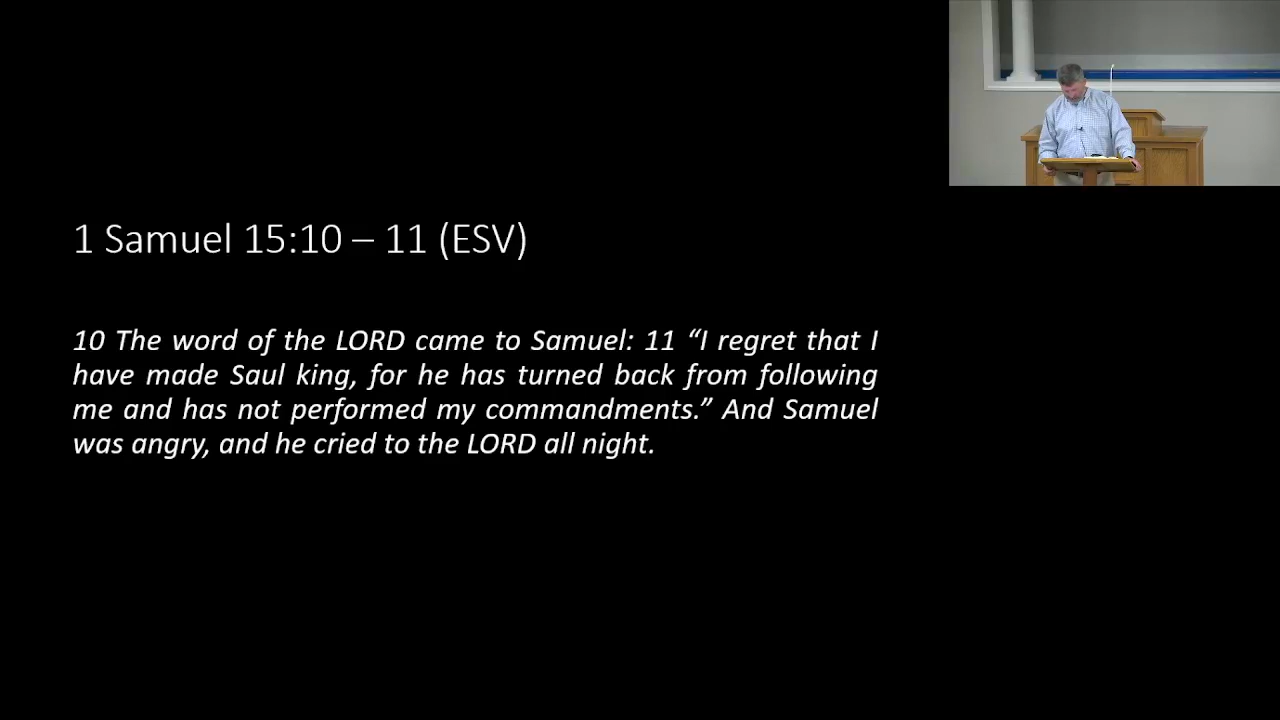 1 Samuel 15:10 – 11 (ESV)
10 The word of the LORD came to Samuel: 11 “I regret that I
have made Saul king, for he has turned back from following
me and has not performed my commandments.” And Samuel
was angry, and he cried to the LORD all night.